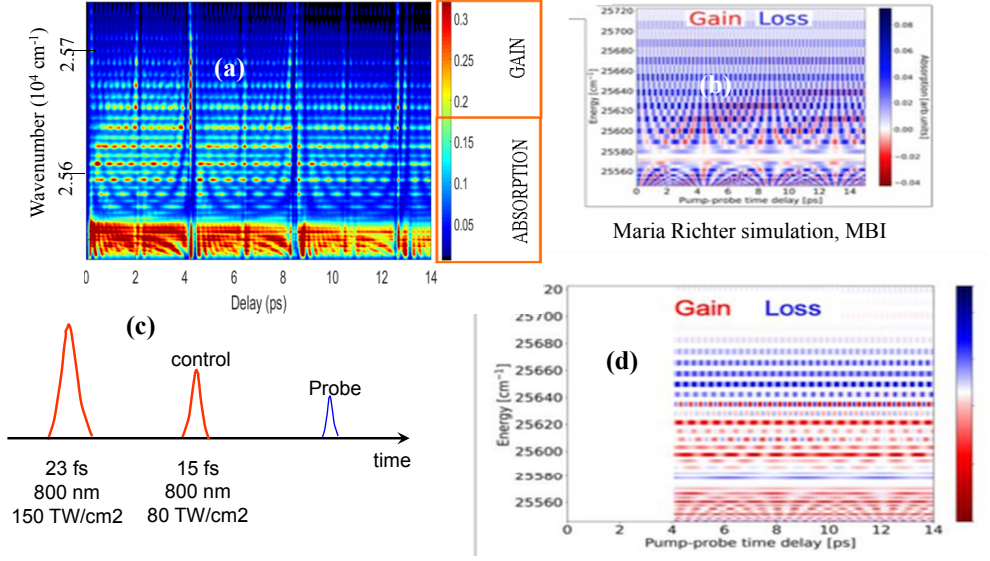 (a)
Wavenumber (10⁴ cm⁻¹)
2.57
2.56
0 2 4 6 8 10 12 14
Delay (ps)
0.3
0.25
0.2
0.15
0.1
0.05
GAIN
ABSORPTION
Gain Loss
(b)
Energy [cm⁻¹]
25720
25700
25680
25660
25640
25620
25600
25580
25560
0 2 4 6 8 10 12 14
Pump-probe time delay [ps]
0.08
0.06
0.04
0.02
0.00
−0.02
−0.04
Absorption [arb units]
Maria Richter simulation, MBI
(c)
control
Probe
time
23 fs
800 nm
150 TW/cm2
15 fs
800 nm
80 TW/cm2
Gain Loss
(d)
Energy [cm⁻¹]
20
25700
25680
25660
25640
25620
25600
25580
25560
0 2 4 6 8 10 12 14
Pump-probe time delay [ps]